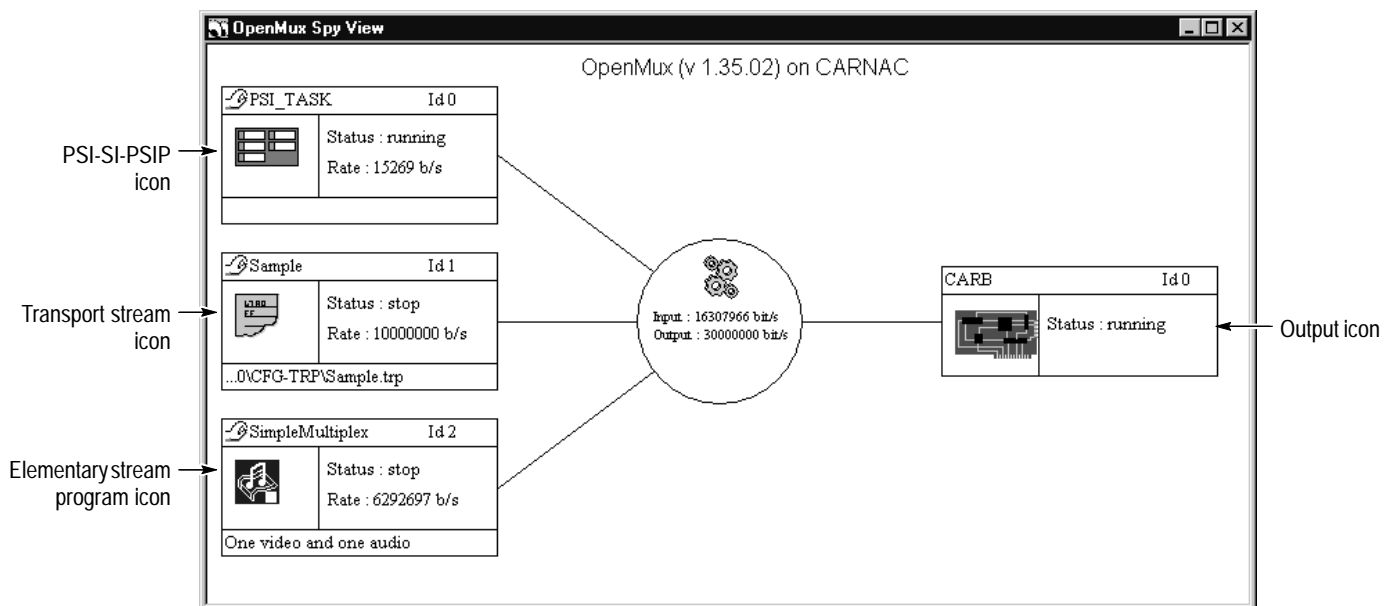 OpenMux Spy View
OpenMux (v 1.35.02) on CARNAC
PSI_TASK Id 0
Status : running
Rate : 15269 b/s
PSI-SI-PSIP
icon
Sample Id 1
Status : stop
Rate : 10000000 b/s
...0\CFG-TRP\Sample.trp
Transport stream
icon
SimpleMultiplex Id 2
Status : stop
Rate : 6292697 b/s
One video and one audio
Elementary stream
program icon
Input : 16307966 bit/s
Output : 30000000 bit/s
CARB Id 0
Status : running
Output icon